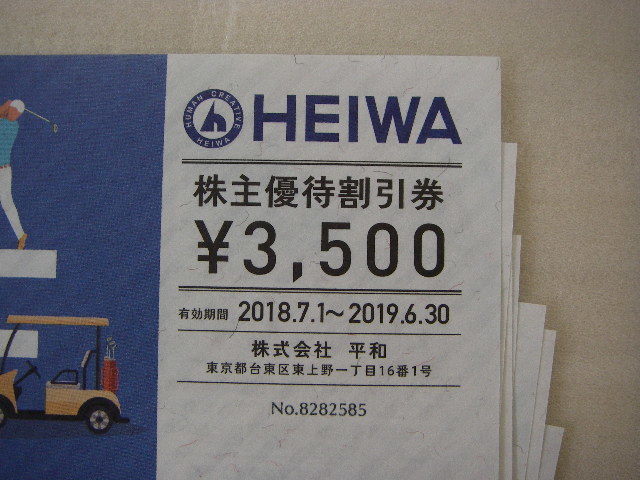 HUMAN CREATIVE
HEIWA
HEIWA
株主優待割引券
¥3,500
有効期間 2018.7.1～2019.6.30
株式会社 平和
東京都台東区東上野一丁目16番1号
No.8282585